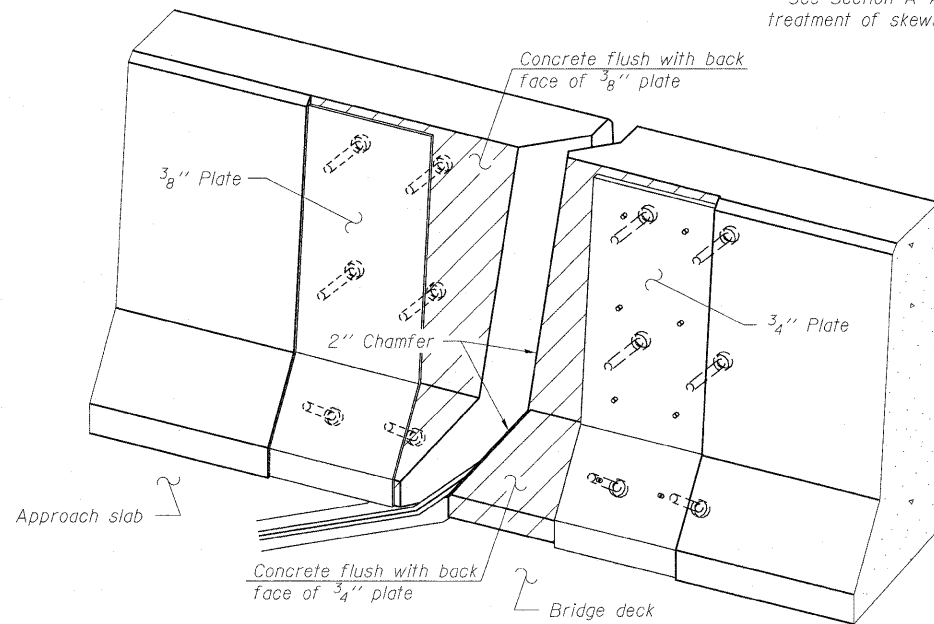 treatment of skew
Concrete flush with back
face of 3/8" plate
3/8" Plate
2" Chamfer
3/4" Plate
Approach slab
Concrete flush with back
face of 3/4" plate
Bridge deck